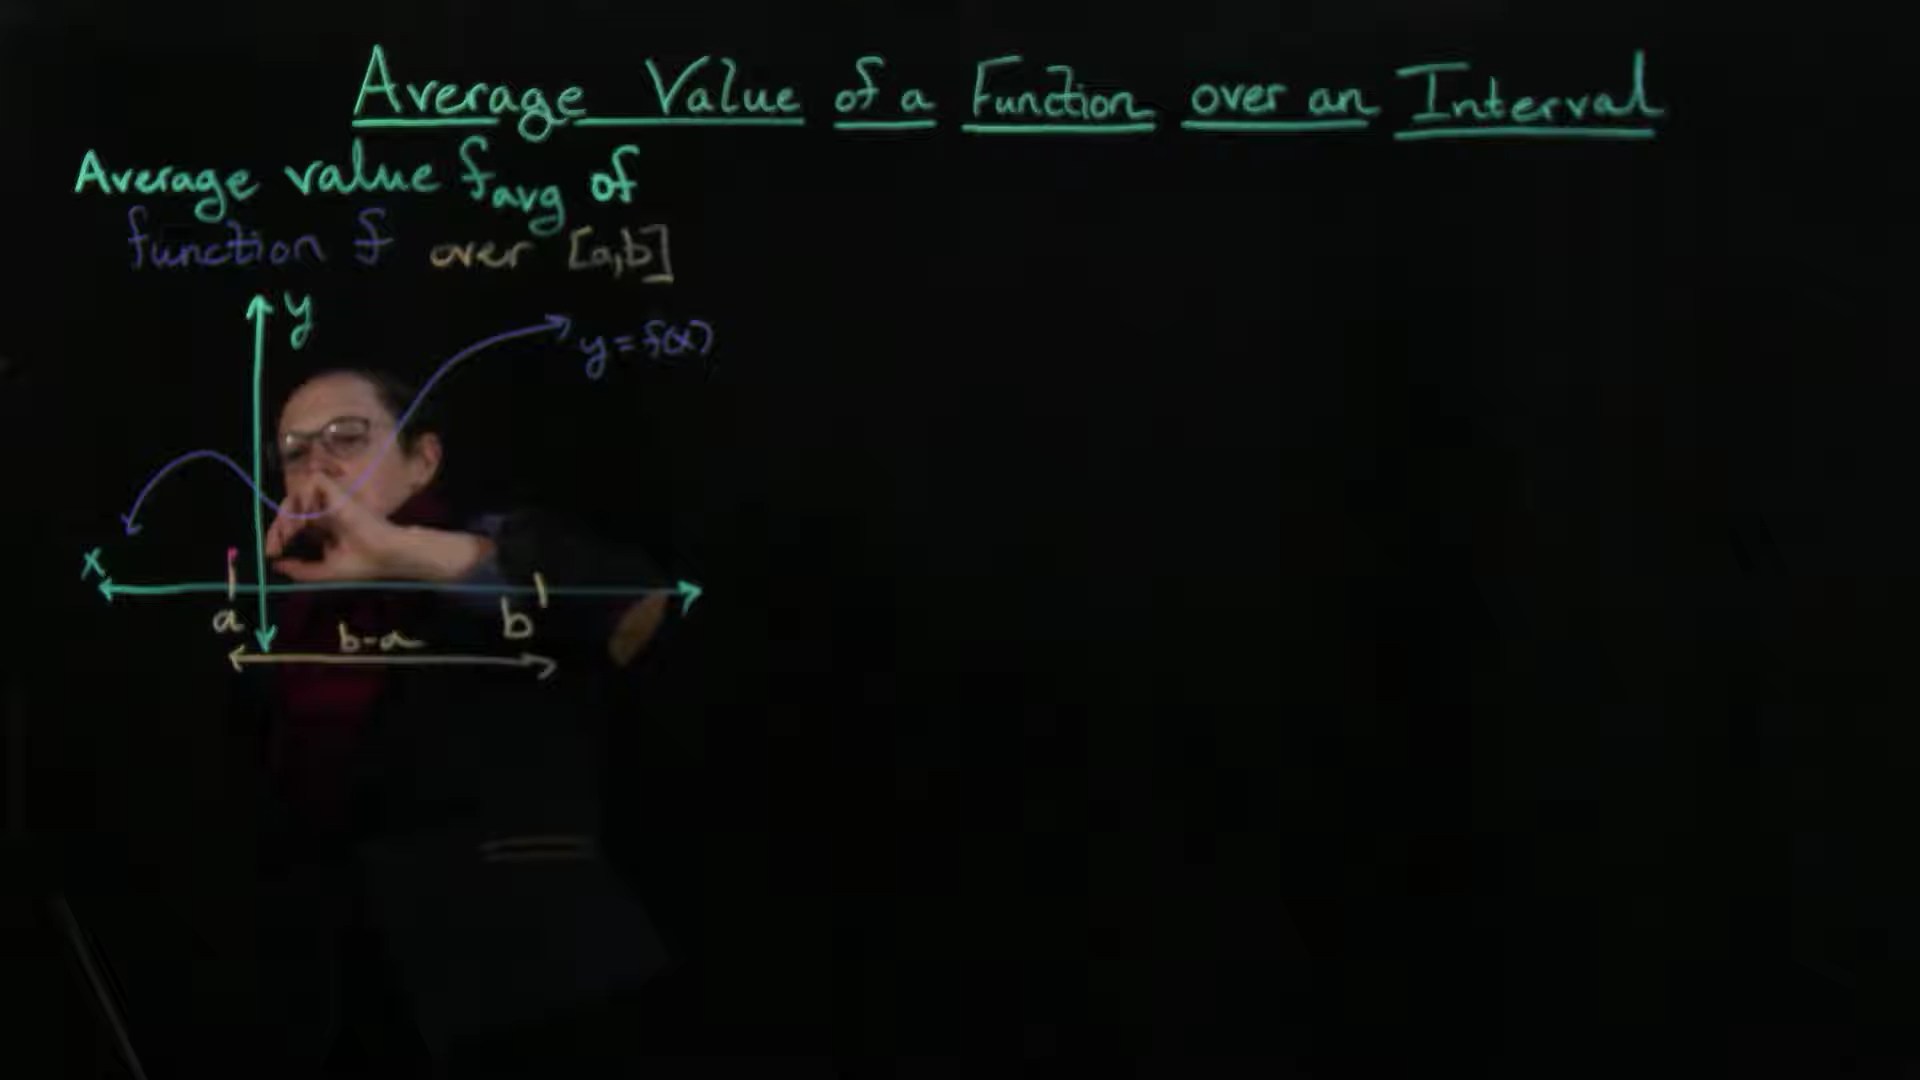 Average Value of a Function over an Interval
Average value favg of
function f over [a,b]
y
y = f(x)
x
a
b
b-a